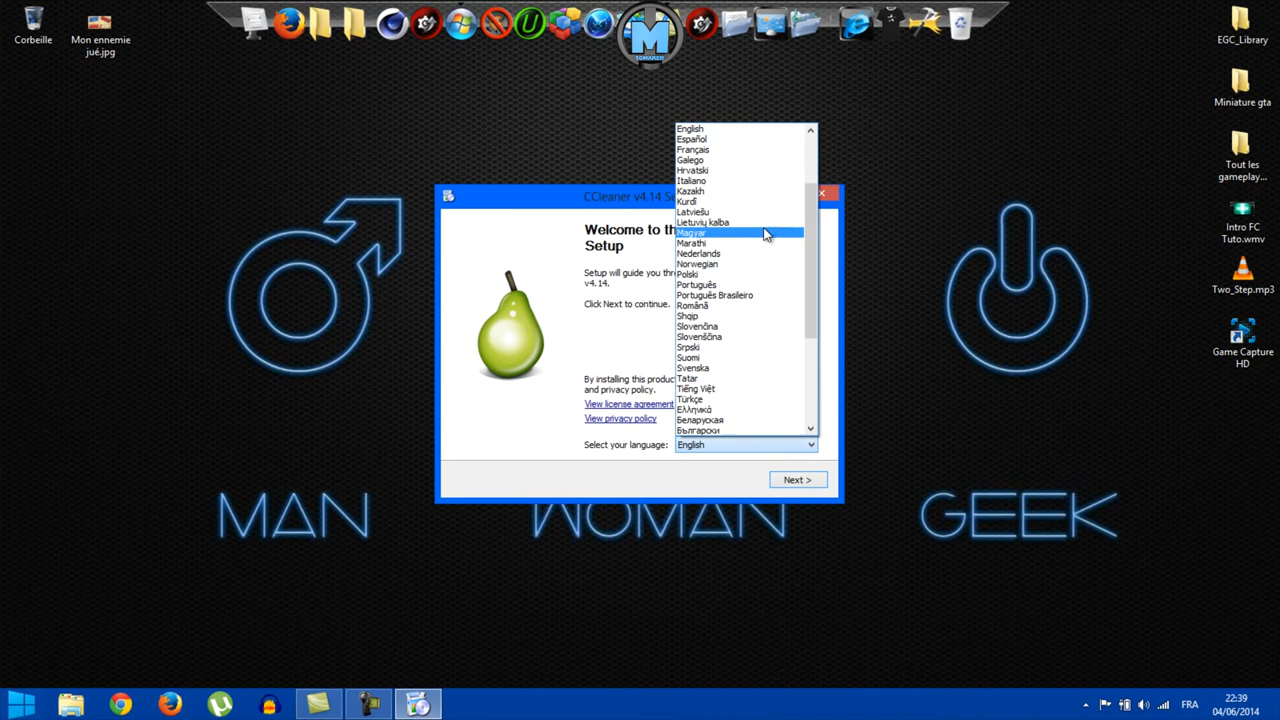 Corbeille
Mon ennemie
jué.jpg
M
TOMAKER
EGC_Library
Miniature gta
Tout les
gameplay...
Intro FC
Tuto.wmv
Two_Step.mp3
Game Capture
HD
CCleaner v4.14 Se
Welcome to th
Setup
Setup will guide you thr
v4.14.
Click Next to continue.
By installing this produc
and privacy policy.
View license agreement
View privacy policy
Select your language:
English
Español
Français
Galego
Hrvatski
Italiano
Kazakh
Kurdî
Latviešu
Lietuvių kalba
Magyar
Marathi
Nederlands
Norwegian
Polski
Português
Português Brasileiro
Română
Shqip
Slovenčina
Slovenščina
Srpski
Suomi
Svenska
Tatar
Tiếng Việt
Türkçe
Ελληνικά
Беларуская
Български
English
Next >
MAN
WOMAN
GEEK
FRA
22:39
04/06/2014